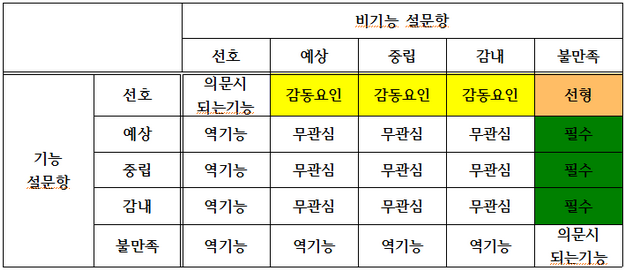 비기능 설문항
선호 예상 중립 감내 불만족
기능
설문항
선호 의문시
되는기능 감동요인 감동요인 감동요인 선형
예상 역기능 무관심 무관심 무관심 필수
중립 역기능 무관심 무관심 무관심 필수
감내 역기능 무관심 무관심 무관심 필수
불만족 역기능 역기능 역기능 역기능 의문시
되는기능